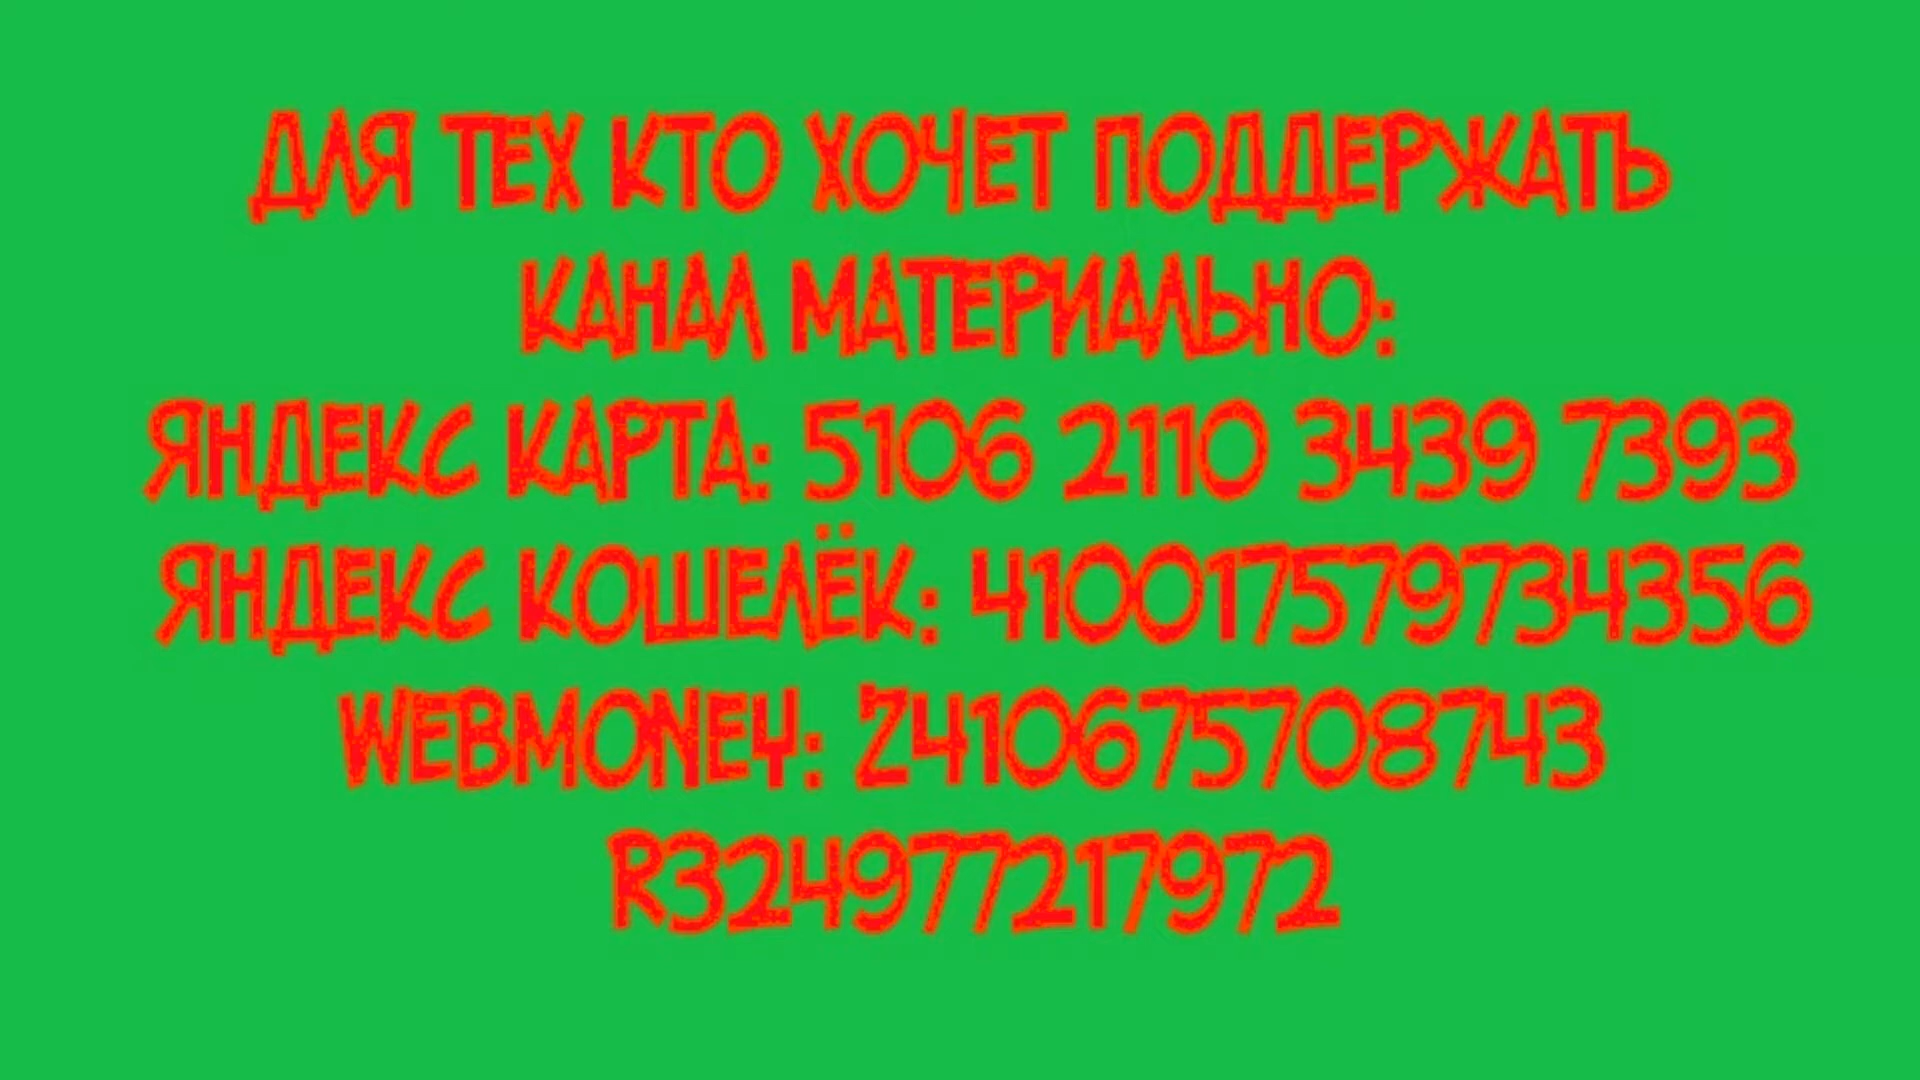 ДЛЯ ТЕХ КТО ХОЧЕТ ПОДДЕРЖАТЬ
КАНАЛ МАТЕРИАЛЬНО:
ЯНДЕКС КАРТА: 5106 2110 3439 7393
ЯНДЕКС КОШЕЛЁК: 410017579734356
WEBMONEY: Z410675708743
R324977217972